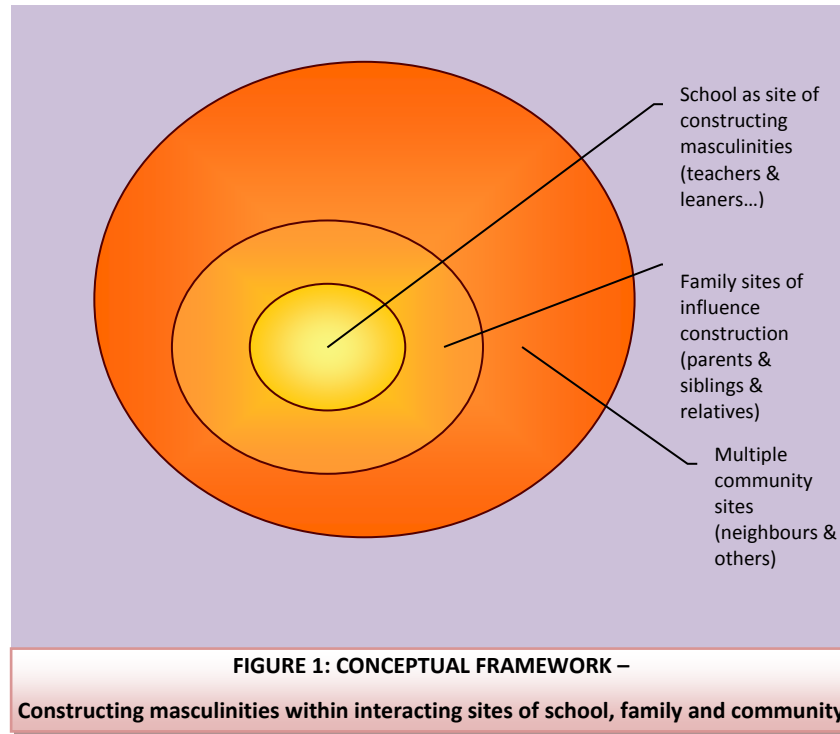 School as site of
constructing
masculinities
(teachers &
leaners...)
Family sites of
influence
construction
(parents &
siblings &
relatives)
Multiple
community
sites
(neighbours &
others)
FIGURE 1: CONCEPTUAL FRAMEWORK –
Constructing masculinities within interacting sites of school, family and community